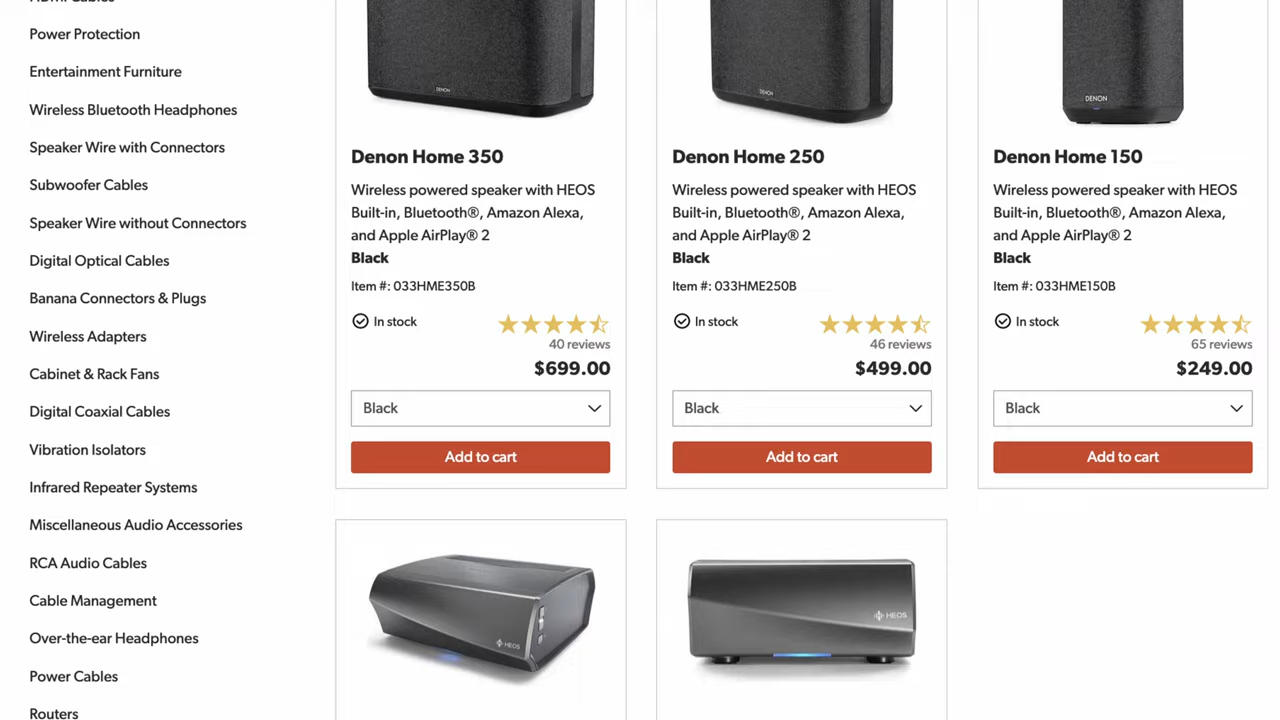 HDMI Cables
Power Protection
Entertainment Furniture
Wireless Bluetooth Headphones
Speaker Wire with Connectors
Subwoofer Cables
Speaker Wire without Connectors
Digital Optical Cables
Banana Connectors & Plugs
Wireless Adapters
Cabinet & Rack Fans
Digital Coaxial Cables
Vibration Isolators
Infrared Repeater Systems
Miscellaneous Audio Accessories
RCA Audio Cables
Cable Management
Over-the-ear Headphones
Power Cables
Routers
DENON
Denon Home 350
Wireless powered speaker with HEOS
Built-in, Bluetooth®, Amazon Alexa,
and Apple AirPlay® 2
Black
Item #: 033HME350B
In stock
40 reviews
$699.00
Black
Add to cart
DENON
Denon Home 250
Wireless powered speaker with HEOS
Built-in, Bluetooth®, Amazon Alexa,
and Apple AirPlay® 2
Black
Item #: 033HME250B
In stock
46 reviews
$499.00
Black
Add to cart
DENON
Denon Home 150
Wireless powered speaker with HEOS
Built-in, Bluetooth®, Amazon Alexa,
and Apple AirPlay® 2
Black
Item #: 033HME150B
In stock
65 reviews
$249.00
Black
Add to cart
HEOS
HEOS